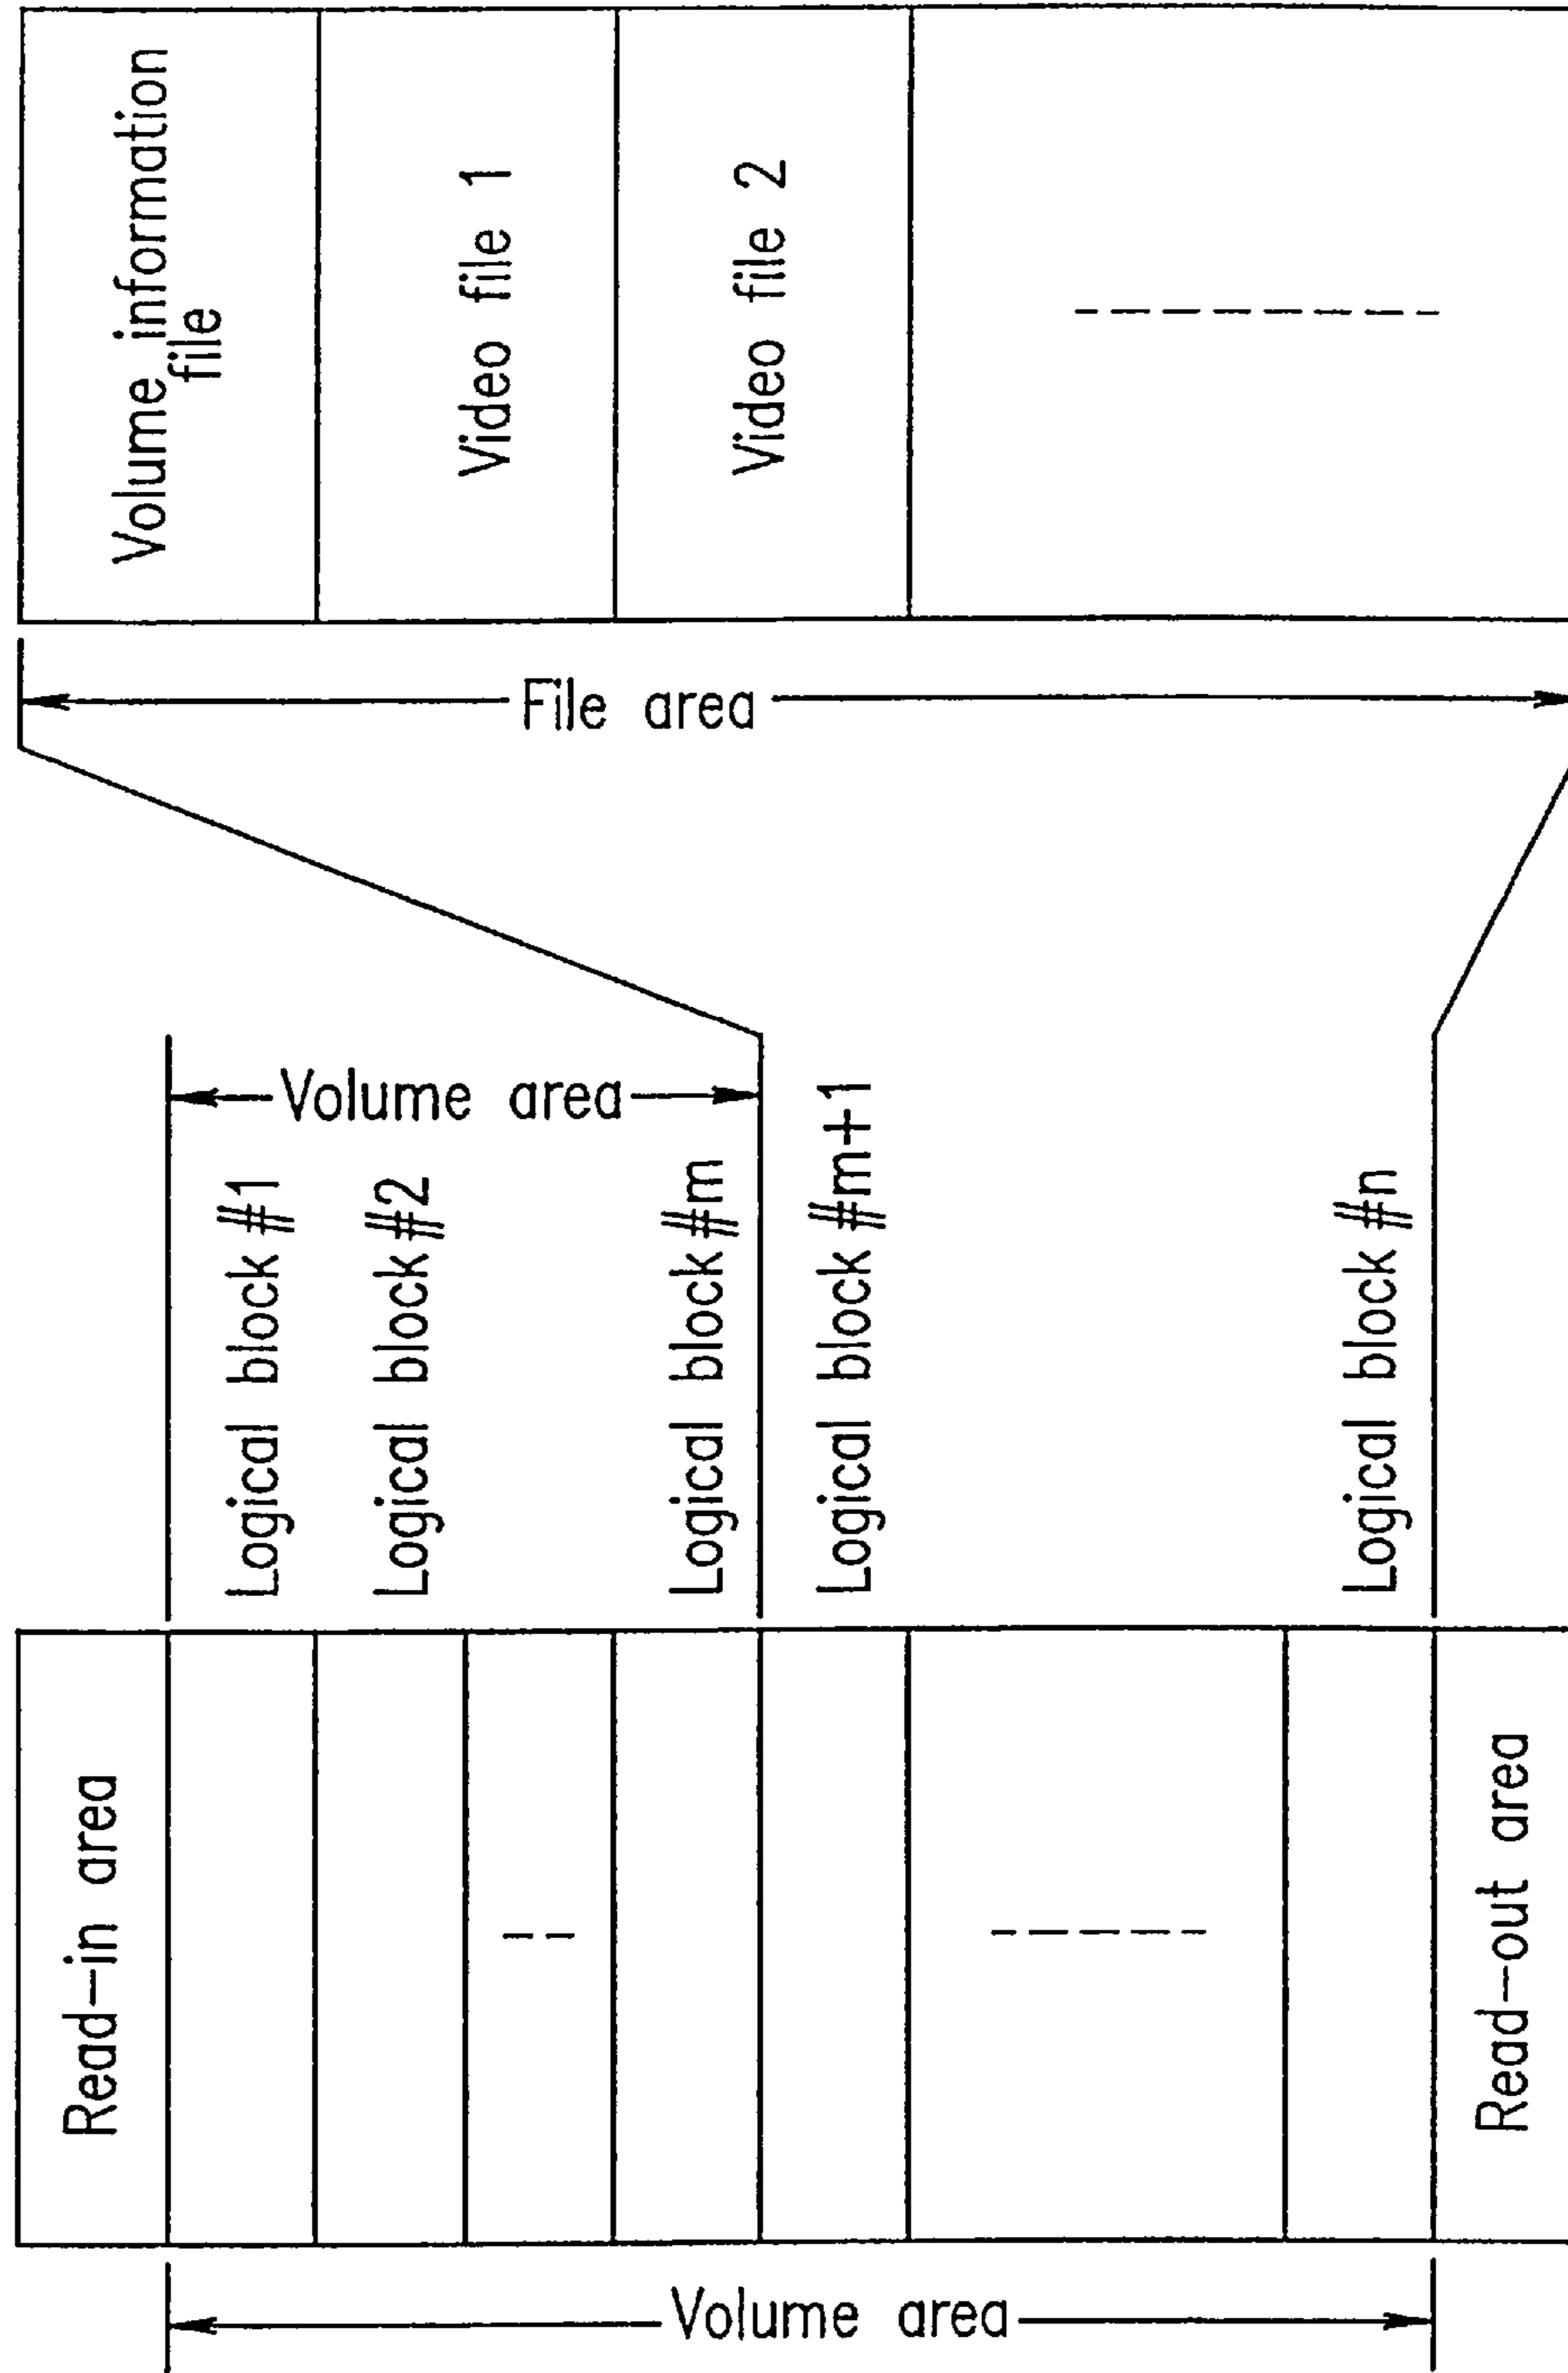 Volume information
file
Video file 1
Video file 2
File area
Volume area
Logical block #1
Logical block #2
Logical block #m
Logical block #m+1
Logical block #n
Read-in area
Read-out area
Volume area